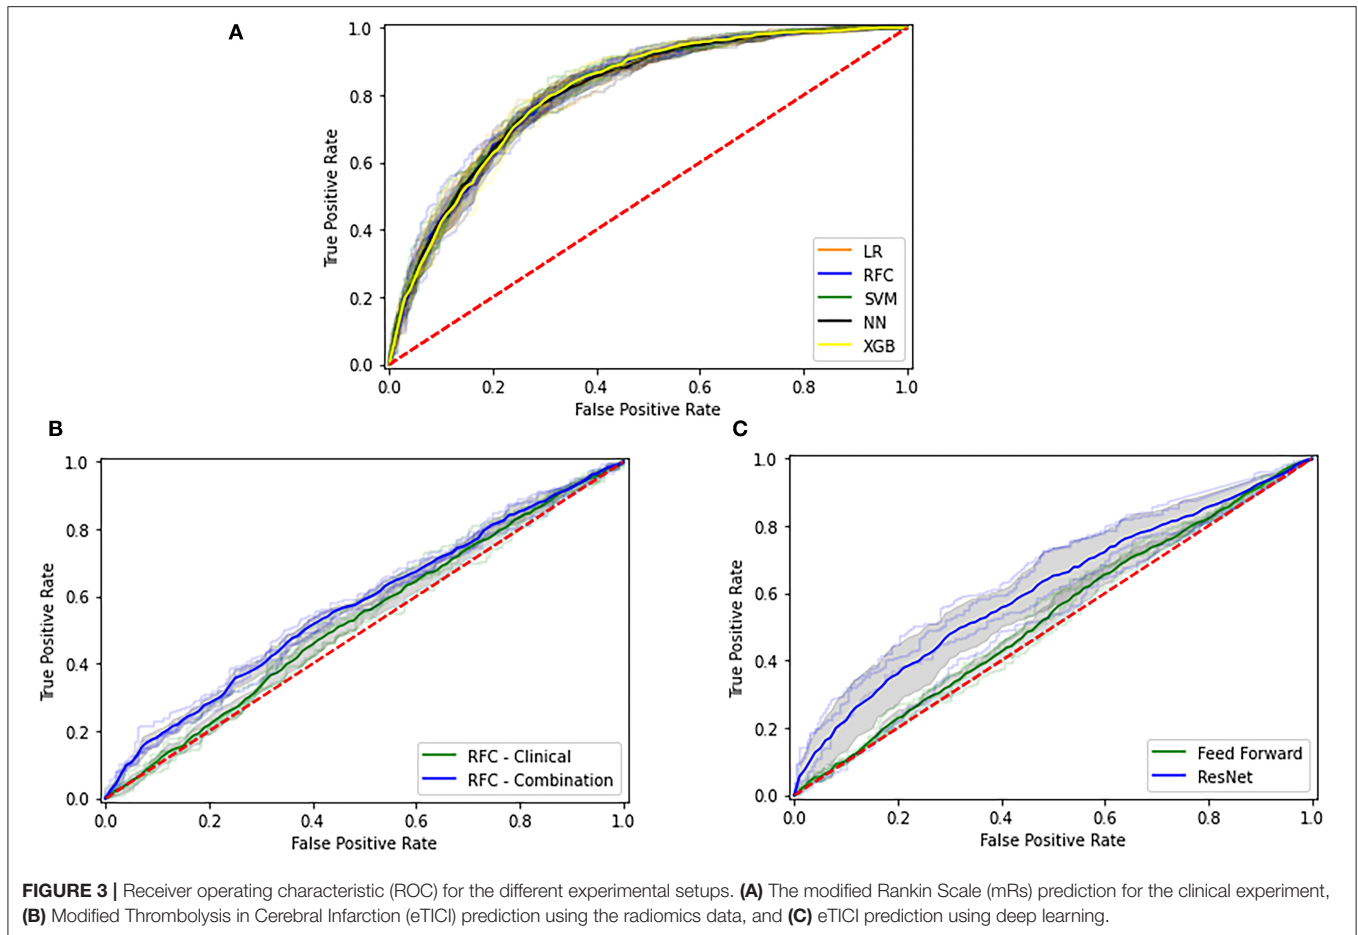 A
1.0
0.8
0.6
0.4
0.2
0.0
True Positive Rate
LR
RFC
SVM
NN
XGB
0.0 0.2 0.4 0.6 0.8 1.0
False Positive Rate
B
1.0
0.8
0.6
0.4
0.2
0.0
True Positive Rate
RFC - Clinical
RFC - Combination
0.0 0.2 0.4 0.6 0.8 1.0
False Positive Rate
C
1.0
0.8
0.6
0.4
0.2
0.0
True Positive Rate
Feed Forward
ResNet
0.0 0.2 0.4 0.6 0.8 1.0
False Positive Rate
FIGURE 3 | Receiver operating characteristic (ROC) for the different experimental setups. (A) The modified Rankin Scale (mRs) prediction for the clinical experiment,
(B) Modified Thrombolysis in Cerebral Infarction (eTICI) prediction using the radiomics data, and (C) eTICI prediction using deep learning.